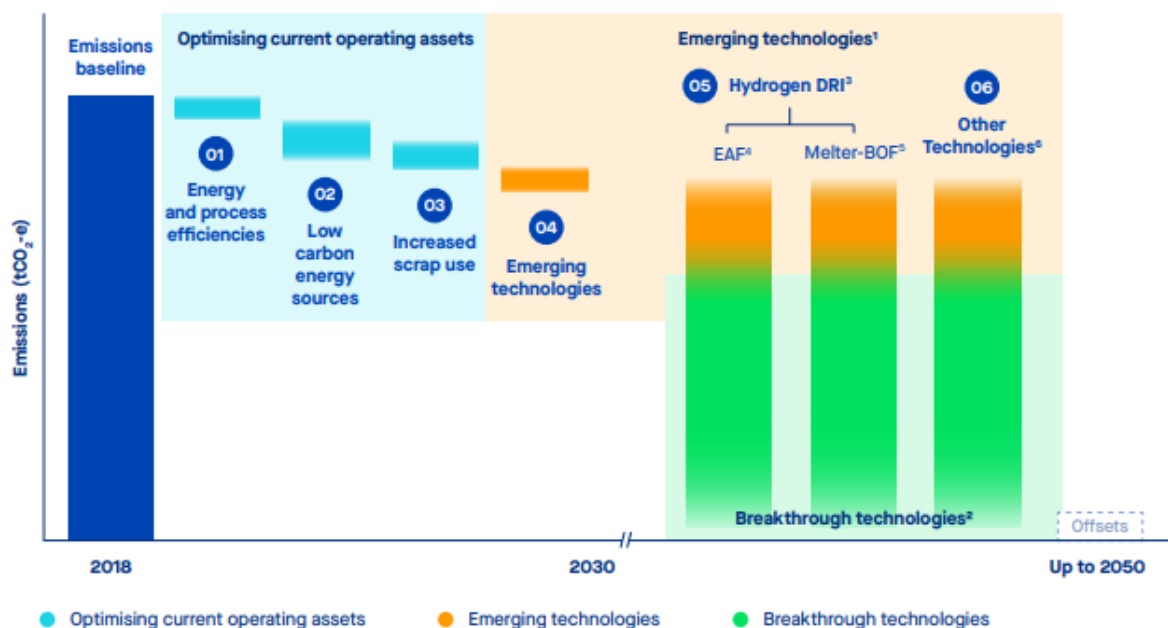 Emissions
baseline
Optimising current operating assets
Emerging technologies¹
01
Energy
and process
efficiencies
02
Low
carbon
energy
sources
03
Increased
scrap use
04
Emerging
technologies
05 Hydrogen DRI³
EAF⁴
Melter-BOF⁵
06
Other
Technologies⁶
Breakthrough technologies²
Offsets
Emissions (tCO₂-e)
2018
2030
Up to 2050
Optimising current operating assets
Emerging technologies
Breakthrough technologies